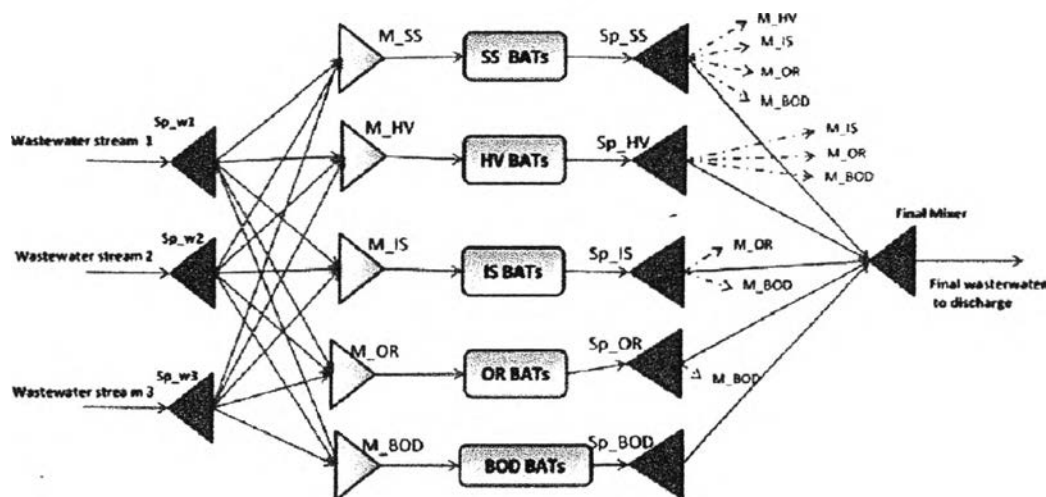 M_SS
SS BATs
Sp_SS
M_HV
M_IS
M_OR
M_BOD
Sp_w1
Wastewater stream 1
M_HV
HV BATs
Sp_HV
M_IS
M_OR
M_BOD
Sp_w2
Wastewater stream 2
M_IS
IS BATs
Sp_IS
M_OR
M_BOD
Final Mixer
Final wasterwater
to discharge
Sp_w3
Wastewater stream 3
M_OR
OR BATs
Sp_OR
M_BOD
M_BOD
BOD BATs
Sp_BOD